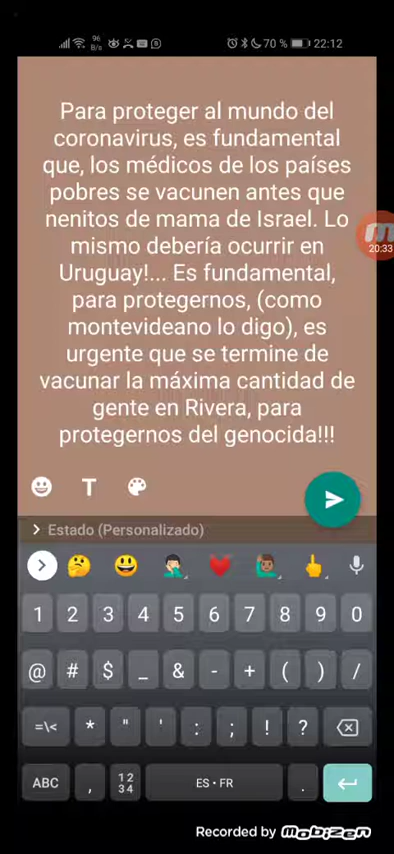 96 B/s 70 % 22:12
Para proteger al mundo del
coronavirus, es fundamental
que, los médicos de los países
pobres se vacunen antes que
nenitos de mama de Israel. Lo
mismo debería ocurrir en
Uruguay!... Es fundamental,
para protegernos, (como
montevideano lo digo), es
urgente que se termine de
vacunar la máxima cantidad de
gente en Rivera, para
protegernos del genocida!!!
20:33
T
Estado (Personalizado)
1 2 3 4 5 6 7 8 9 0
@ # $ _ & - + ( ) /
=\< * " ' : ; ! ?
ABC , 12 34 ES • FR .
Recorded by mobizen